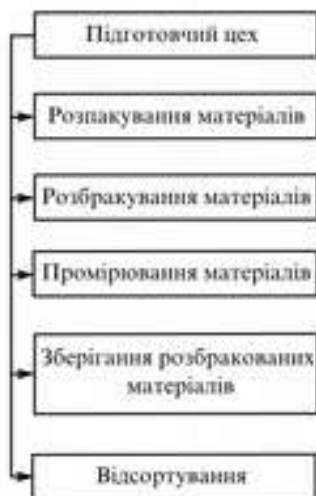 Підготовчий цех
Розпакування матеріалів
Розбракування матеріалів
Промірювання матеріалів
Зберігання розбракованих
матеріалів
Відсортування